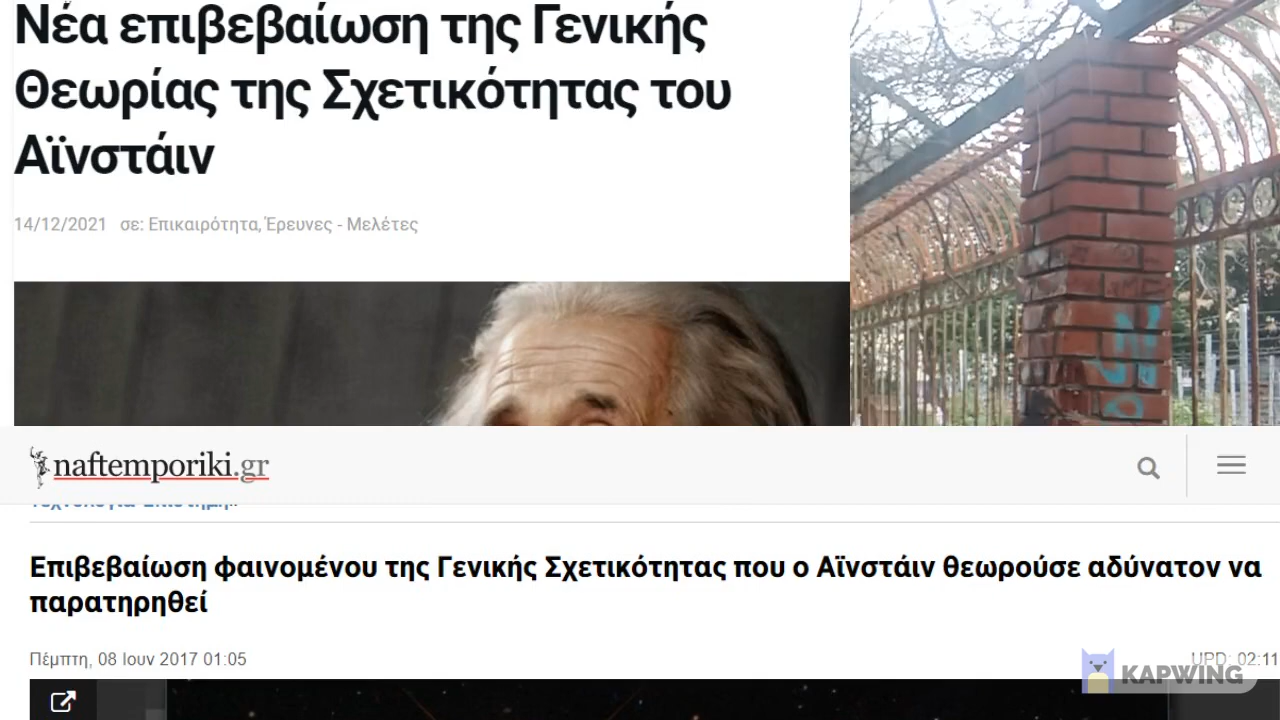 Νέα επιβεβαίωση της Γενικής
Θεωρίας της Σχετικότητας του
Αϊνστάιν
14/12/2021 σε: Επικαιρότητα, Έρευνες - Μελέτες
naftemporiki.gr
Επιβεβαίωση φαινομένου της Γενικής Σχετικότητας που ο Αϊνστάιν θεωρούσε αδύνατον να
παρατηρηθεί
Πέμπτη, 08 Ιουν 2017 01:05
UPD: 02:11
KAPWING